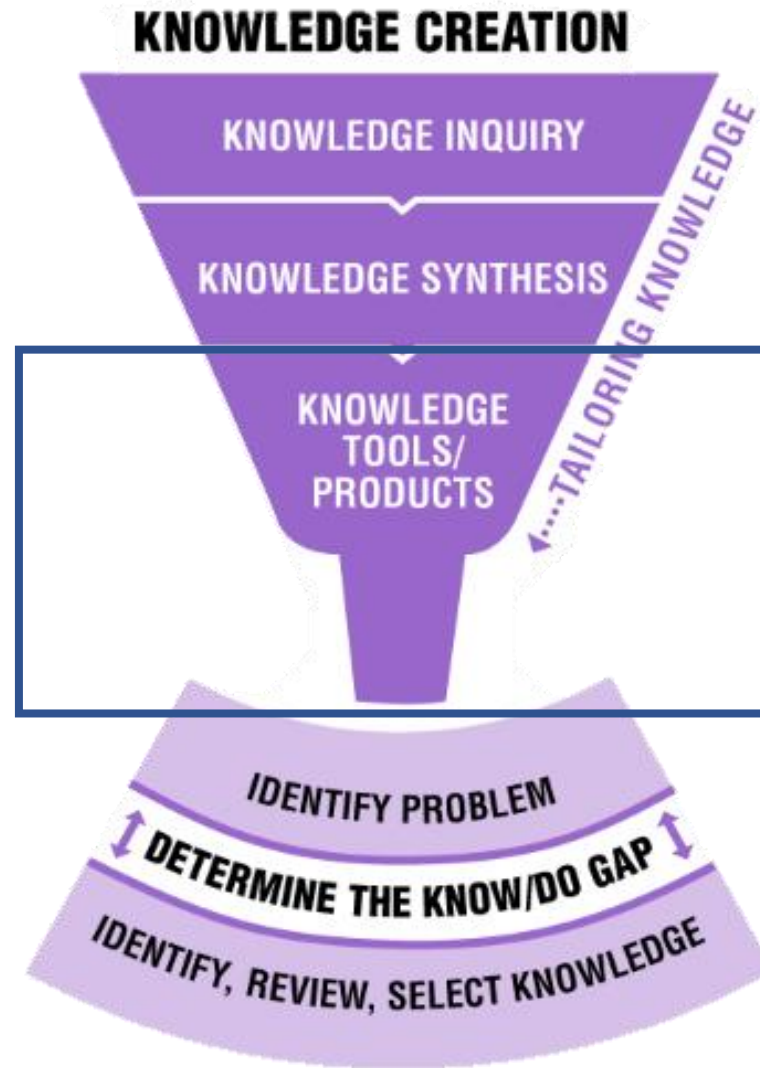 KNOWLEDGE CREATION
KNOWLEDGE INQUIRY
KNOWLEDGE SYNTHESIS
KNOWLEDGE
TOOLS/
PRODUCTS
TAILORING KNOWLEDGE
IDENTIFY PROBLEM
DETERMINE THE KNOW/DO GAP
IDENTIFY, REVIEW, SELECT KNOWLEDGE